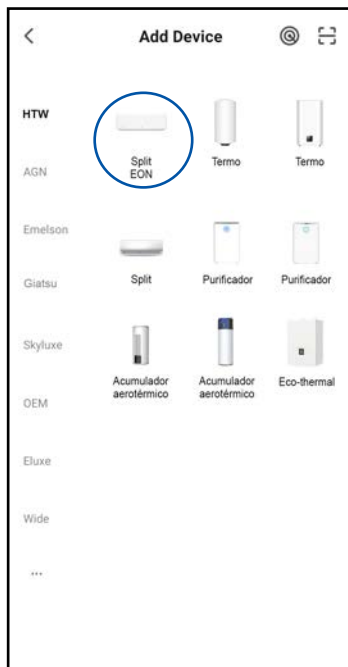 Add Device
HTW
AGN
Emelson
Giatsu
Skyluxe
OEM
Eluxe
Wide
...
Split
EON
Termo
Termo
Split
Purificador
Purificador
Acumulador
aerotérmico
Acumulador
aerotérmico
Eco-thermal